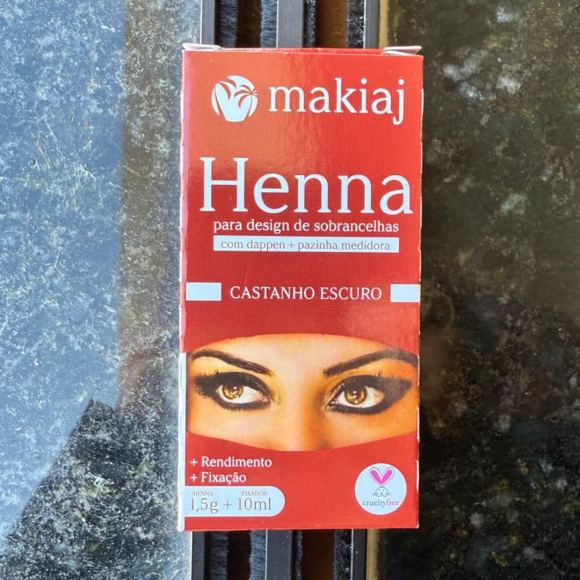 makiaj
Henna
para design de sobrancelhas
com dappen + pazinha medidora
CASTANHO ESCURO
+ Rendimento
+ Fixação
HENNA FIXADOR
1,5g + 10ml
crueltyfree